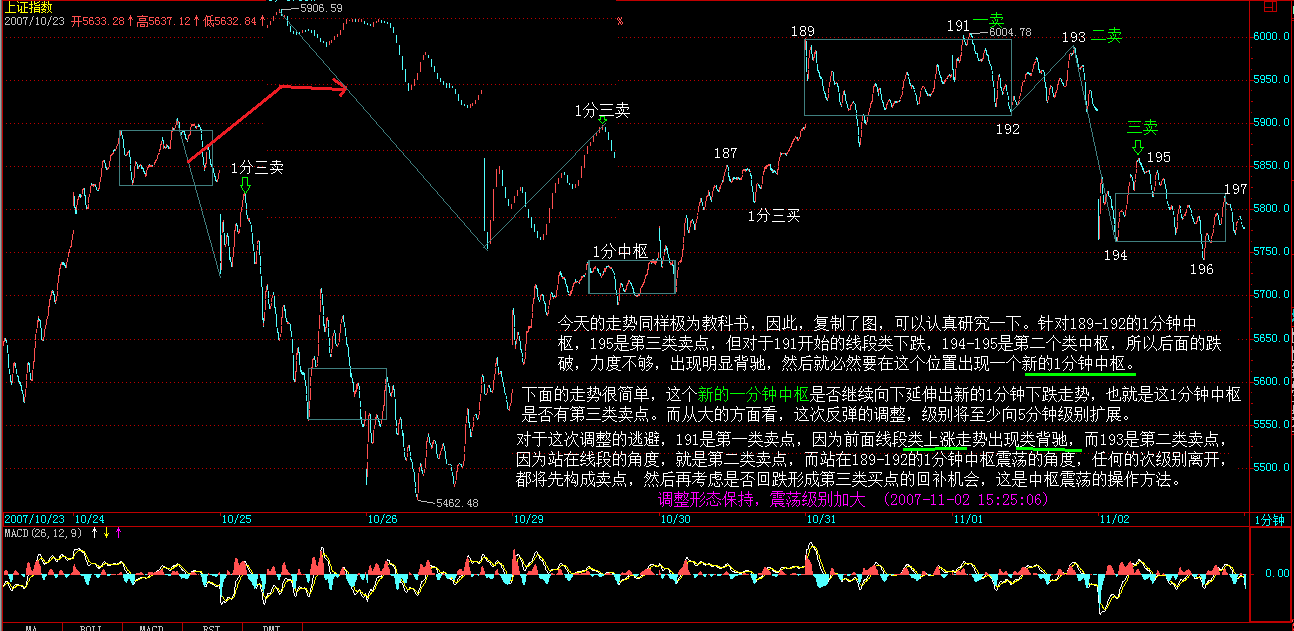 上证指数
2007/10/23 开5633.28↑高5637.12↑低5632.84↑
%
日
5906.59
1分三卖
1分三卖
189
191
一卖
6004.78
193
二卖
192
187
1分三买
三卖
195
197
194
196
1分中枢
5462.48
6000.0
5950.0
5900.0
5850.0
5800.0
5750.0
5700.0
5650.0
5600.0
5550.0
5500.0
今天的走势同样极为教科书，因此，复制了图，可以认真研究一下。针对189-192的1分钟中
枢，195是第三类卖点，但对于191开始的线段类下跌，194-195是第二个类中枢，所以后面的跌
破，力度不够，出现明显背驰，然后就必然要在这个位置出现一个新的1分钟中枢。
下面的走势很简单，这个新的一分钟中枢是否继续向下延伸出新的1分钟下跌走势，也就是这1分钟中枢
是否有第三类卖点。而从大的方面看，这次反弹的调整，级别将至少向5分钟级别扩展。
对于这次调整的逃避，191是第一类卖点，因为前面线段类上涨走势出现类背驰，而193是第二类卖点，
因为站在线段的角度，就是第二类卖点，而站在189-192的1分钟中枢震荡的角度，任何的次级别离开，
都将先构成卖点，然后再考虑是否回跌形成第三类买点的回补机会，这是中枢震荡的操作方法。
调整形态保持，震荡级别加大 （2007-11-02 15:25:06）
2007/10/23 10/24 10/25 10/26 10/29 10/30 10/31 11/01 11/02 1分钟
MACD(26,12,9) ↑ ↓ ↑
0.00
MA BOLL MACD RSI DMI